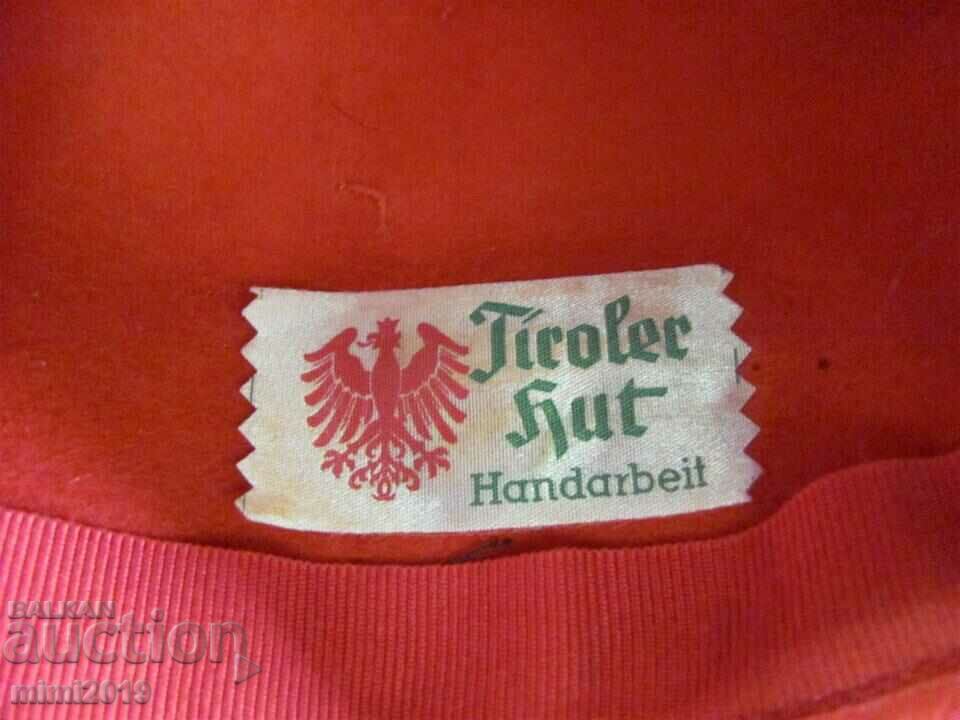 Tiroler
Hut
Handarbeit
BALKAN
auction
mimi2019